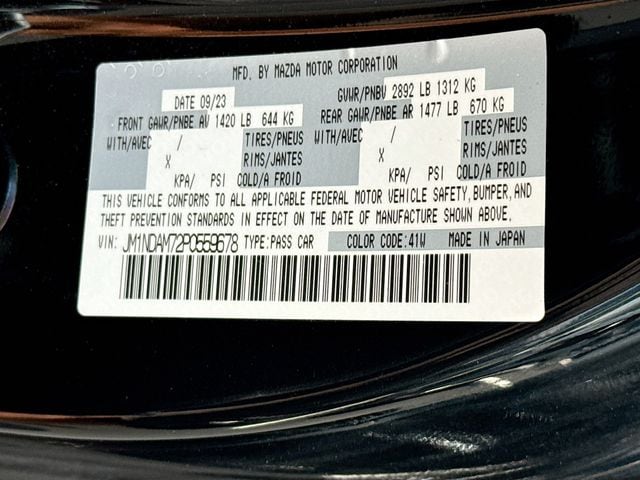 MFD. BY MAZDA MOTOR CORPORATION
DATE 09/23 GVWR/PNBV 2892 LB 1312 KG
FRONT GAWR/PNBE AV 1420 LB 644 KG REAR GAWR/PNBE AR 1477 LB 670 KG
WITH/AVEC / TIRES/PNEUS WITH/AVEC / TIRES/PNEUS
X RIMS/JANTES X RIMS/JANTES
KPA/ PSI COLD/A FROID KPA/ PSI COLD/A FROID
THIS VEHICLE CONFORMS TO ALL APPLICABLE FEDERAL MOTOR VEHICLE SAFETY, BUMPER, AND
THEFT PREVENTION STANDARDS IN EFFECT ON THE DATE OF MANUFACTURE SHOWN ABOVE.
VIN: JM1NDAM72P0559678 TYPE:PASS CAR COLOR CODE:41W MADE IN JAPAN